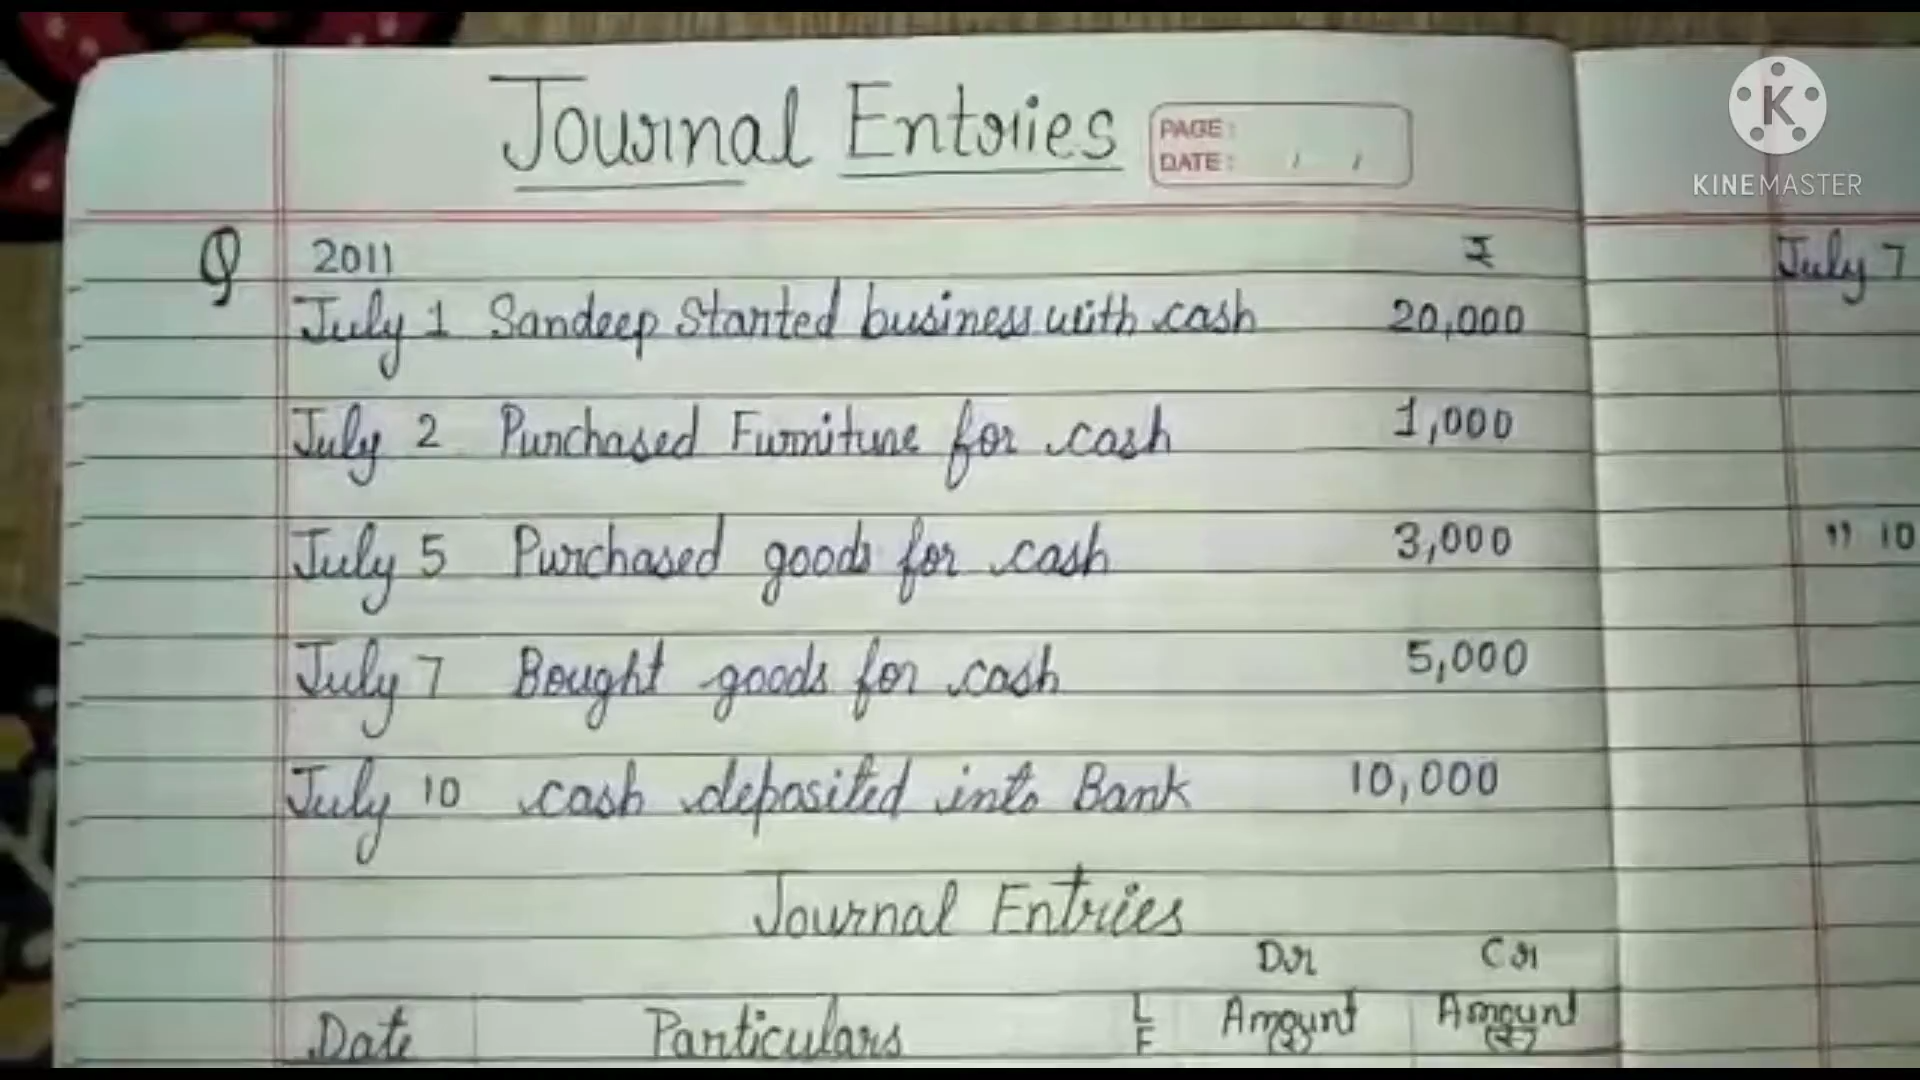 Journal Entries
PAGE:
DATE: / /
K
KINEMASTER
Q 2011 ₹
July 1 Sandeep Started business with cash 20,000
July 2 Purchased Furniture for cash 1,000
July 5 Purchased goods for cash 3,000
July 7 Bought goods for cash 5,000
July 10 cash deposited into Bank 10,000
Journal Entries
Dr Cr
Date Particulars L F Amount (₹) Amount (₹)
July 7
" 10